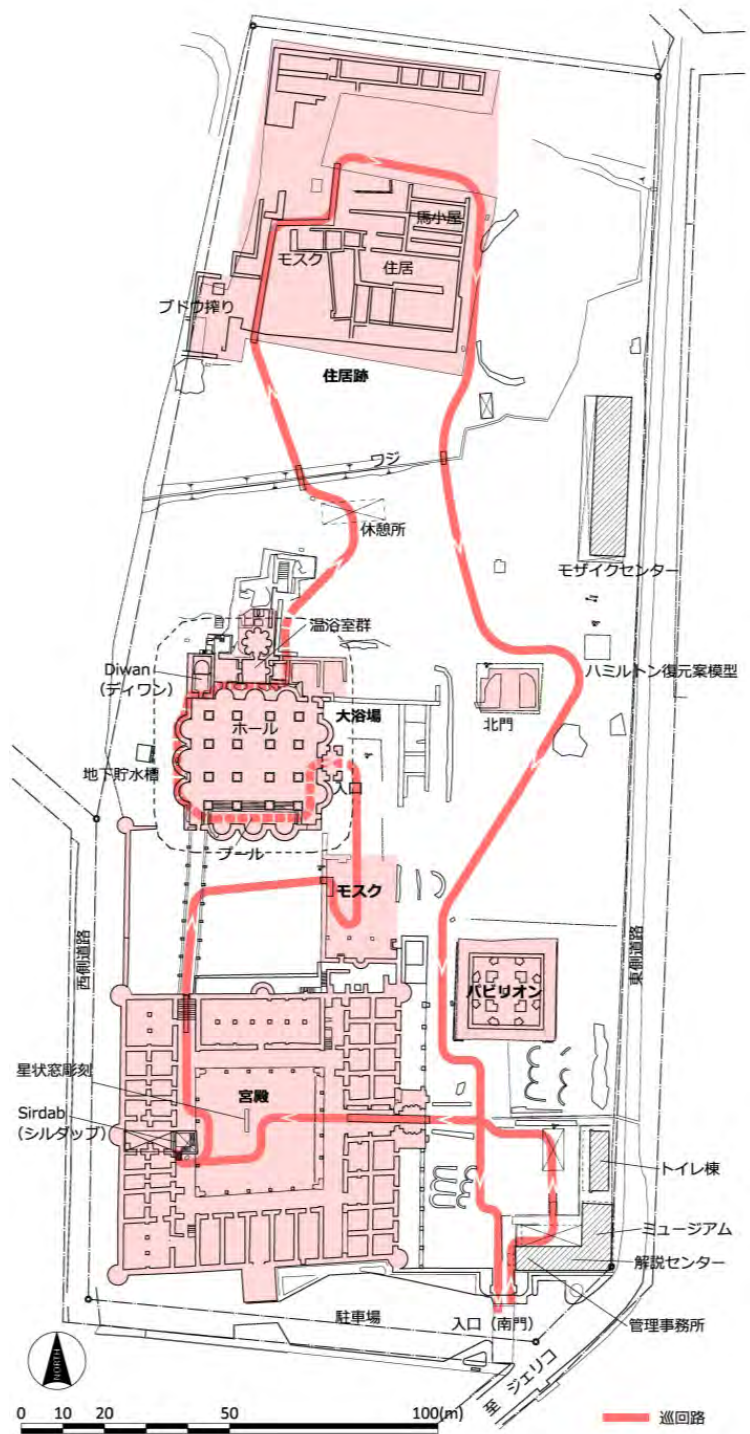 馬小屋
モスク
住居
ブドウ搾り
住居跡
ワジ
休憩所
モザイクセンター
温浴室群
Diwan
（ディワン）
ハミルトン復元案模型
大浴場
北門
ホール
地下貯水槽
入口
プール
モスク
西側道路
東側道路
パビリオン
星状窓彫刻
宮殿
Sirdab
（シルダップ）
トイレ棟
ミュージアム
解説センター
駐車場
入口（南門）
管理事務所
至 ジェリコ
NORTH
0 10 20 50 100(m)
巡回路